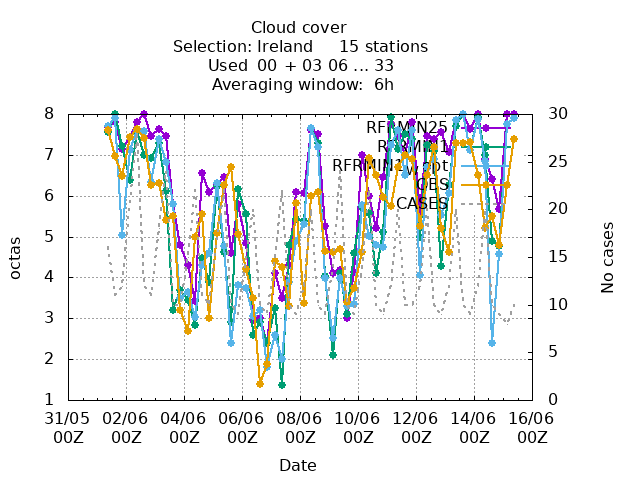 Cloud cover
Selection: Ireland 15 stations
Used 00 + 03 06 ... 33
Averaging window: 6h
8
7
6
5
4
3
2
1
octas
30
25
20
15
10
5
0
No cases
RFRMIN25
OBS
CASES
31/05 02/06 04/06 06/06 08/06 10/06 12/06 14/06 16/06
00Z 00Z 00Z 00Z 00Z 00Z 00Z 00Z 00Z
Date